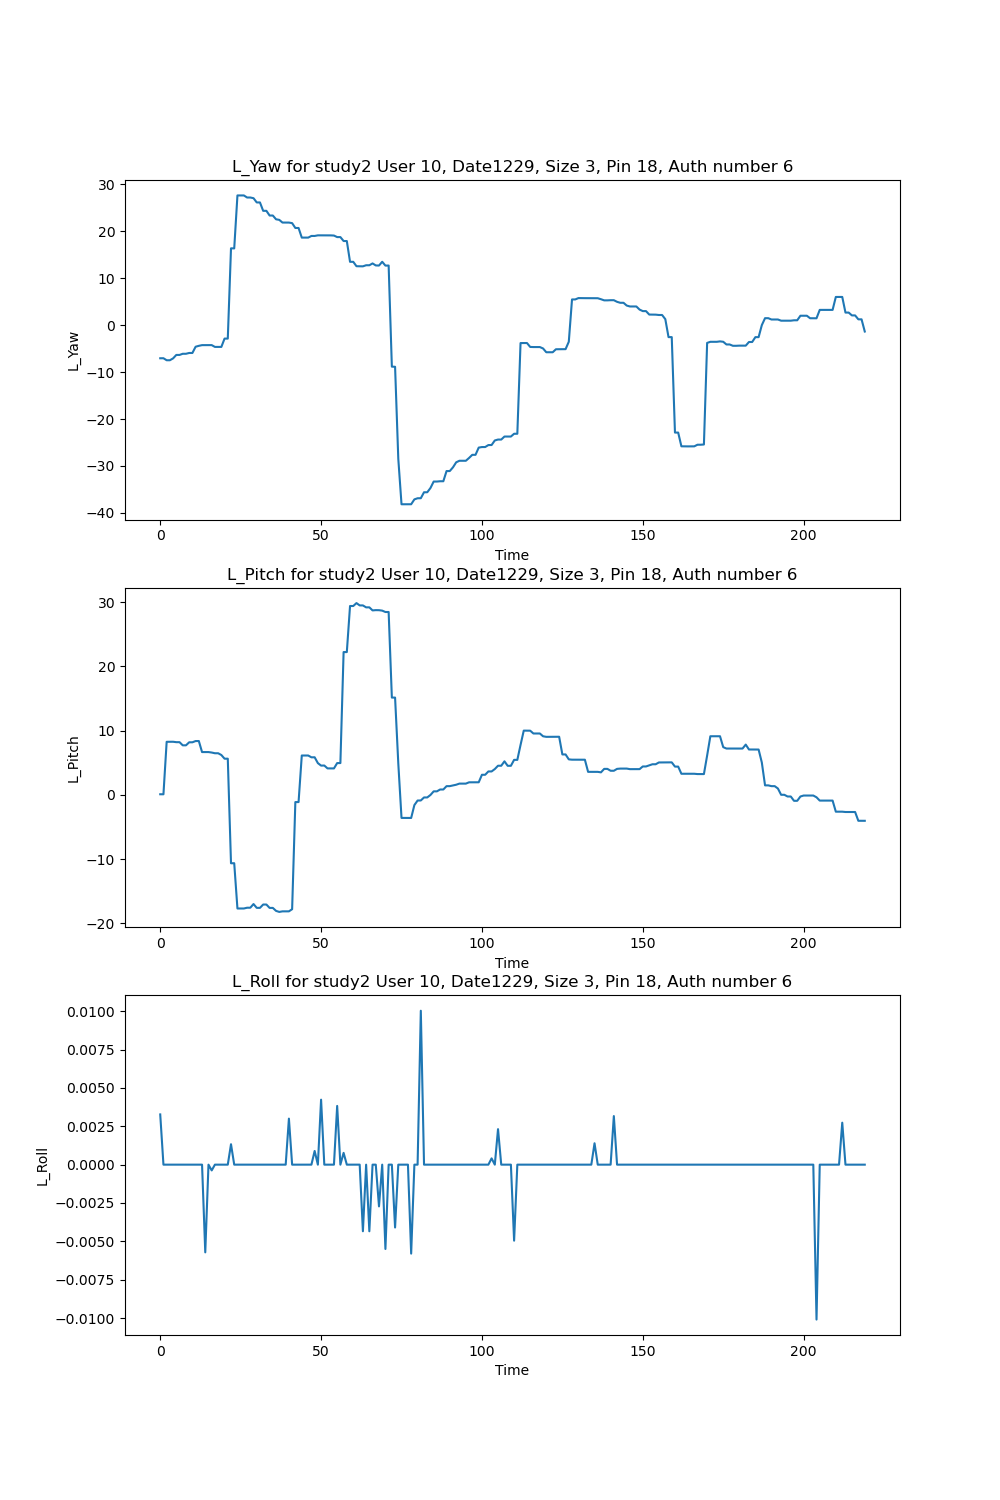 L_Yaw for study2 User 10, Date1229, Size 3, Pin 18, Auth number 6
30
20
10
0
−10
−20
−30
−40
L_Yaw
0 50 100 150 200
Time
L_Pitch for study2 User 10, Date1229, Size 3, Pin 18, Auth number 6
30
20
10
0
−10
−20
L_Pitch
0 50 100 150 200
Time
L_Roll for study2 User 10, Date1229, Size 3, Pin 18, Auth number 6
0.0100
0.0075
0.0050
0.0025
0.0000
−0.0025
−0.0050
−0.0075
−0.0100
L_Roll
0 50 100 150 200
Time